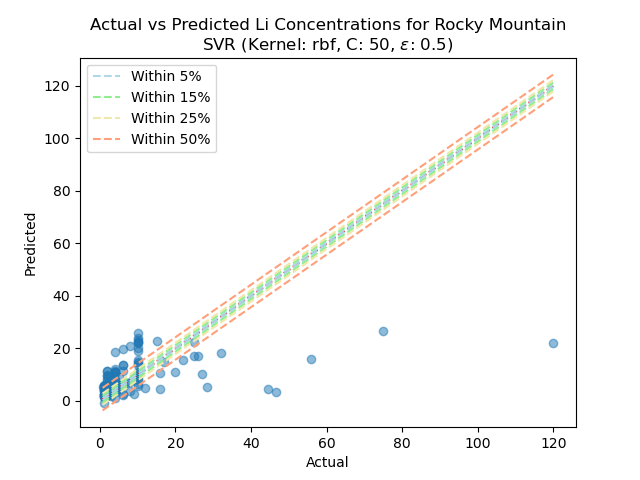 Actual vs Predicted Li Concentrations for Rocky Mountain
SVR (Kernel: rbf, C: 50, ε: 0.5)
Within 5%
Within 15%
Within 25%
Within 50%
Predicted
120
100
80
60
40
20
0
0 20 40 60 80 100 120
Actual